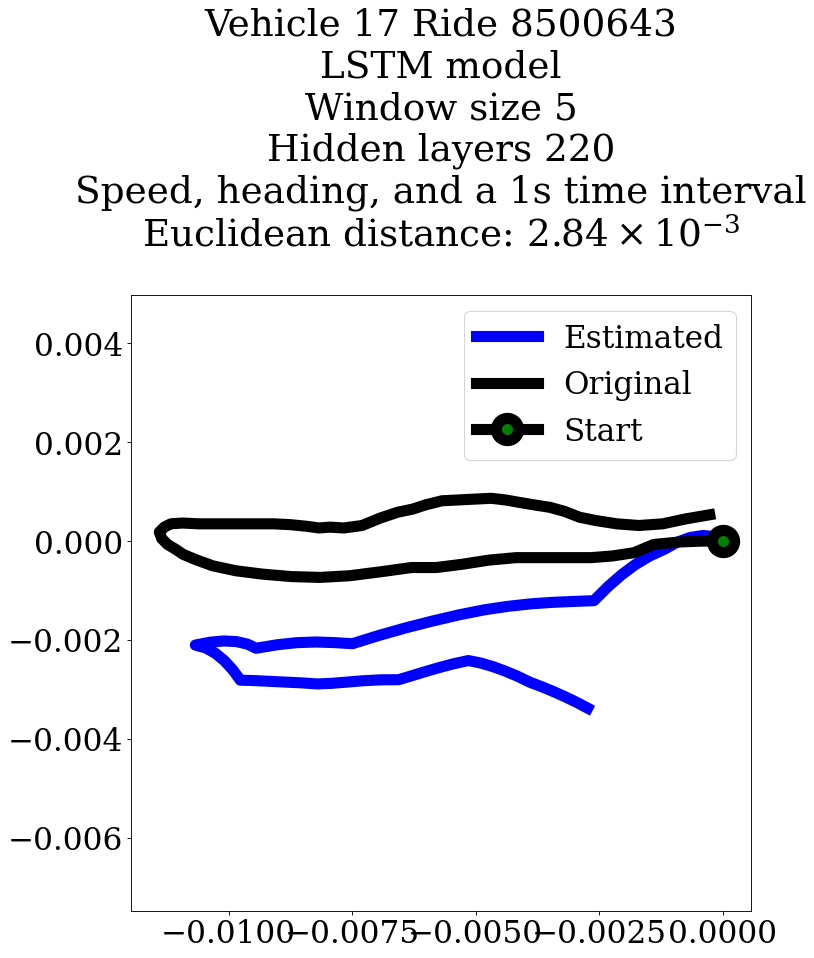 Vehicle 17 Ride 8500643
LSTM model
Window size 5
Hidden layers 220
Speed, heading, and a 1s time interval
Euclidean distance: 2.84 × 10⁻³
Estimated
Original
Start
0.004
0.002
0.000
−0.002
−0.004
−0.006
−0.0100 −0.0075 −0.0050 −0.0025 0.0000